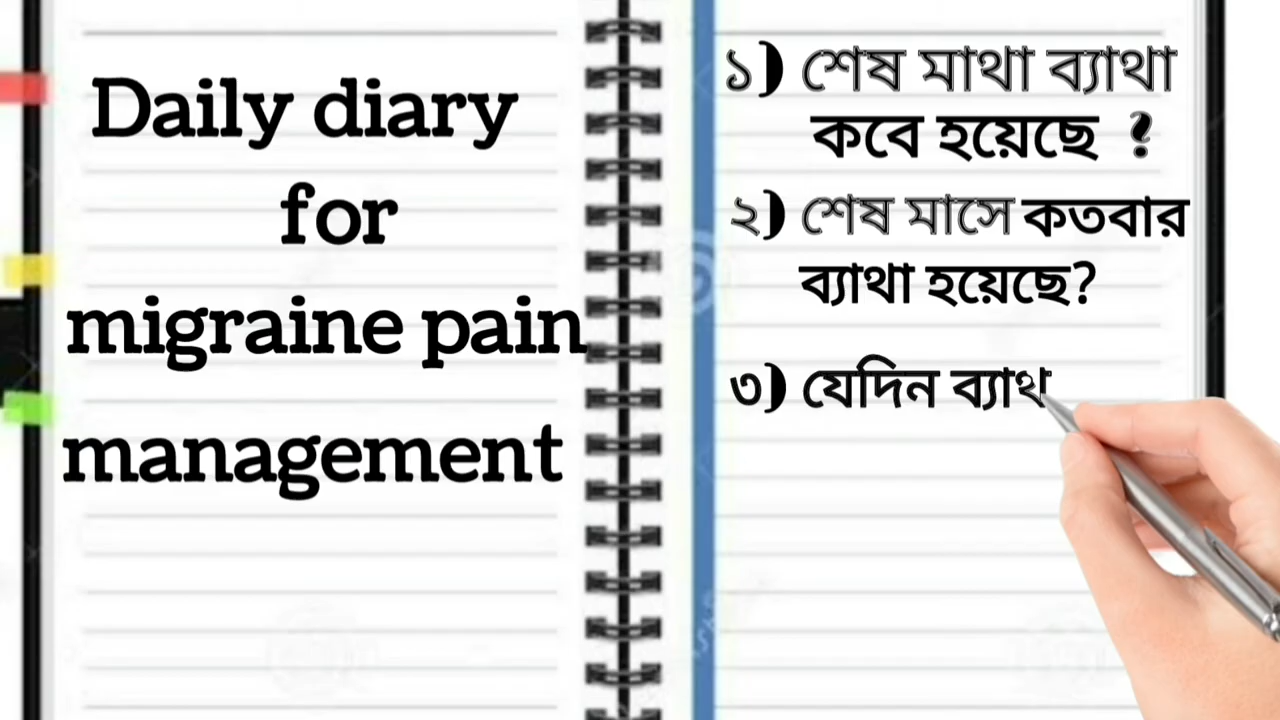 Daily diary
for
migraine pain
management
১) শেষ মাথা ব্যাথা
কবে হয়েছে ?
২) শেষ মাসে কতবার
ব্যাথা হয়েছে?
৩) যেদিন ব্যাথ